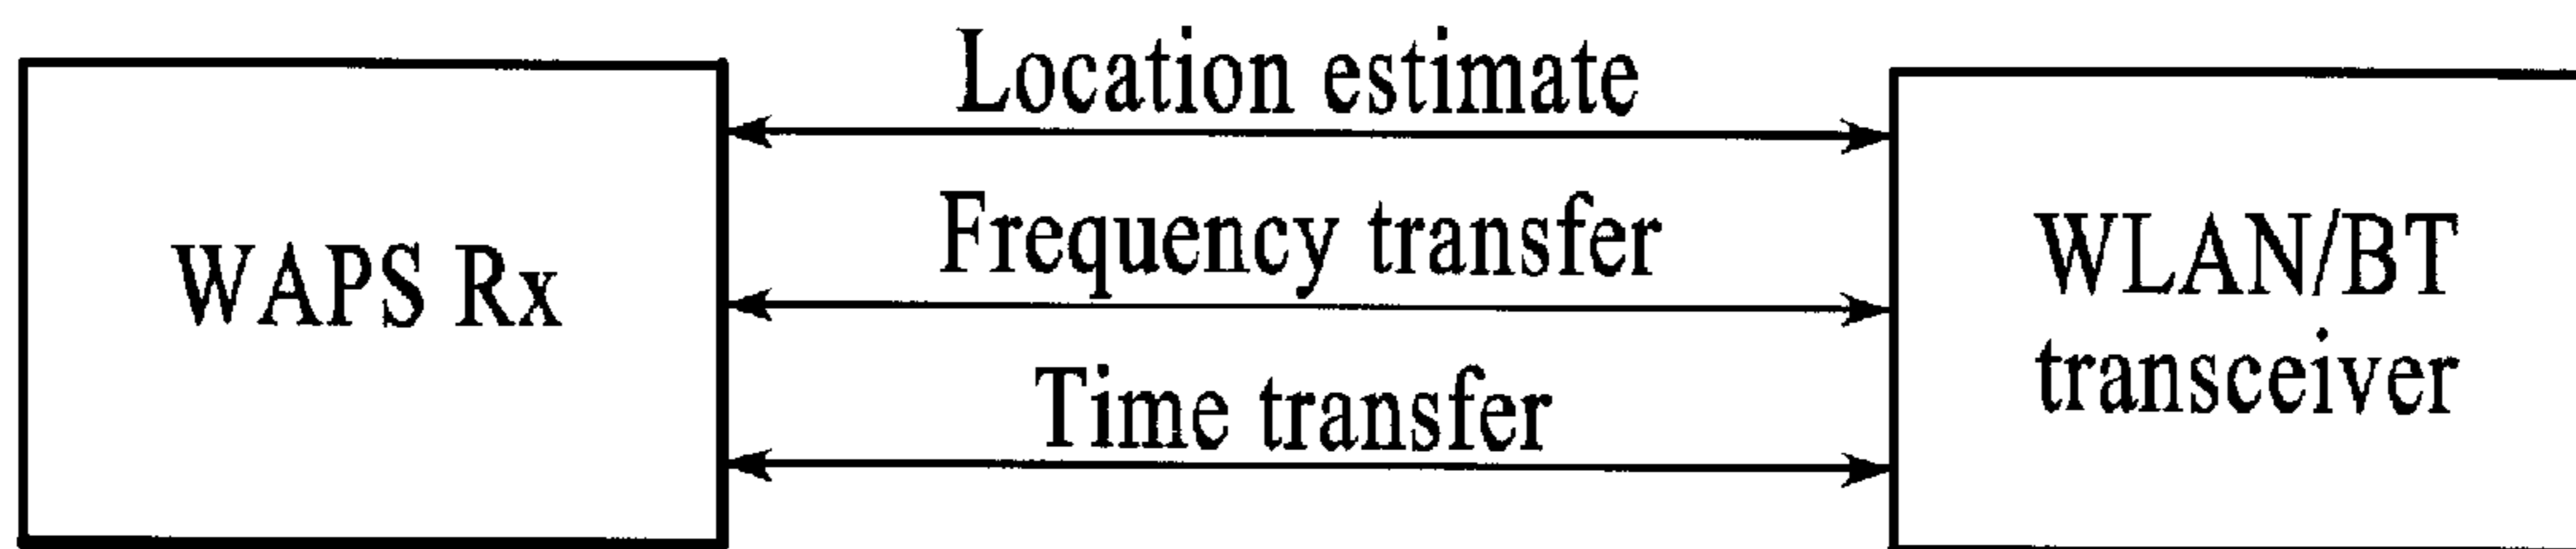 Location estimate
Frequency transfer
Time transfer
WAPS Rx
WLAN/BT
transceiver